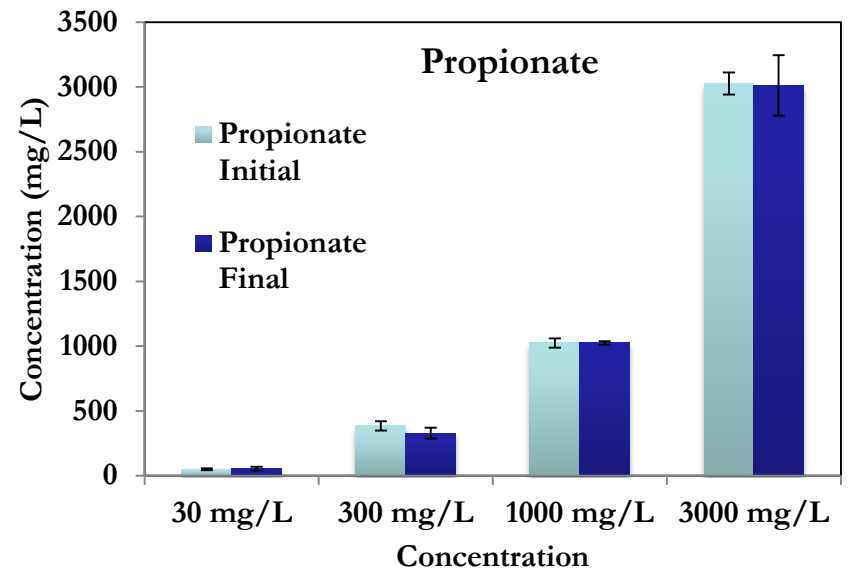 Propionate
3500
3000
2500
2000
1500
1000
500
0
Concentration (mg/L)
Propionate
Initial
Propionate
Final
30 mg/L
300 mg/L
1000 mg/L
3000 mg/L
Concentration